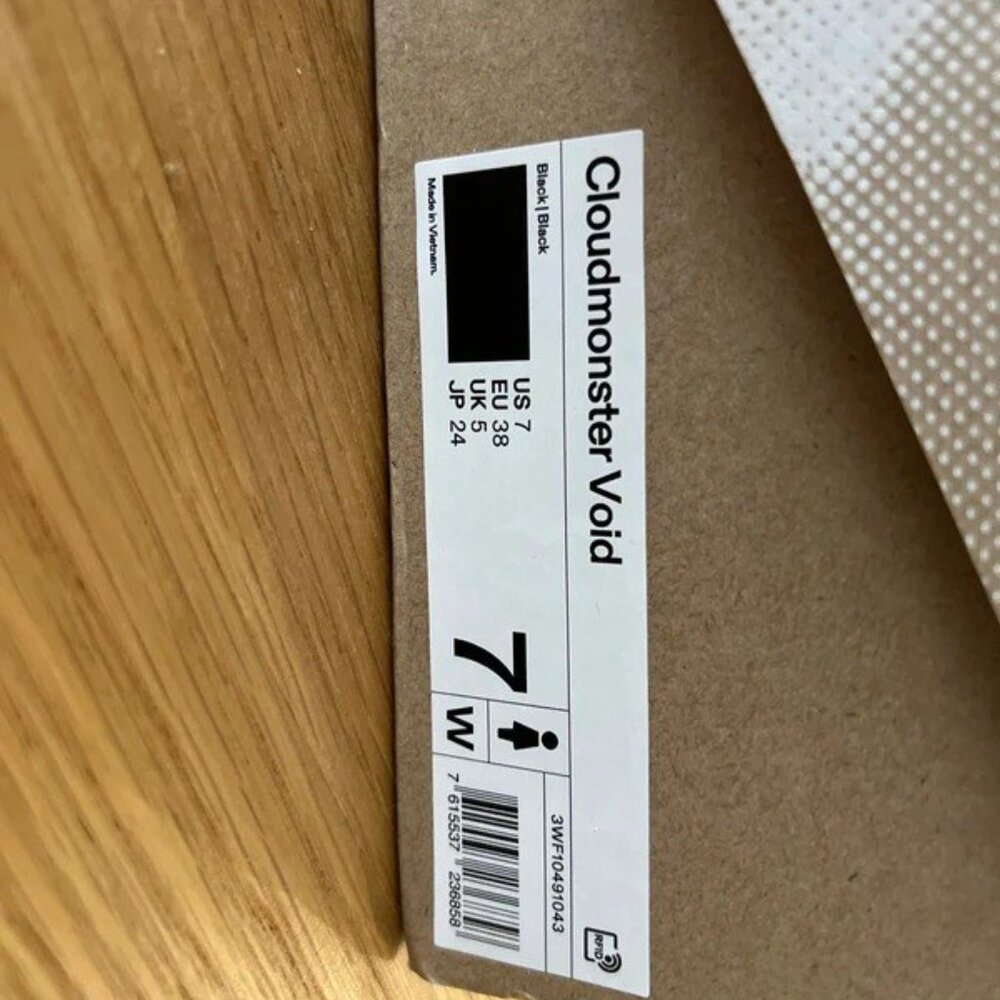 Cloudmonster Void
Black | Black
Made in Vietnam.
US 7
EU 38
UK 5
JP 24
7
W
3WF10491043
7 615537 236858
RFID